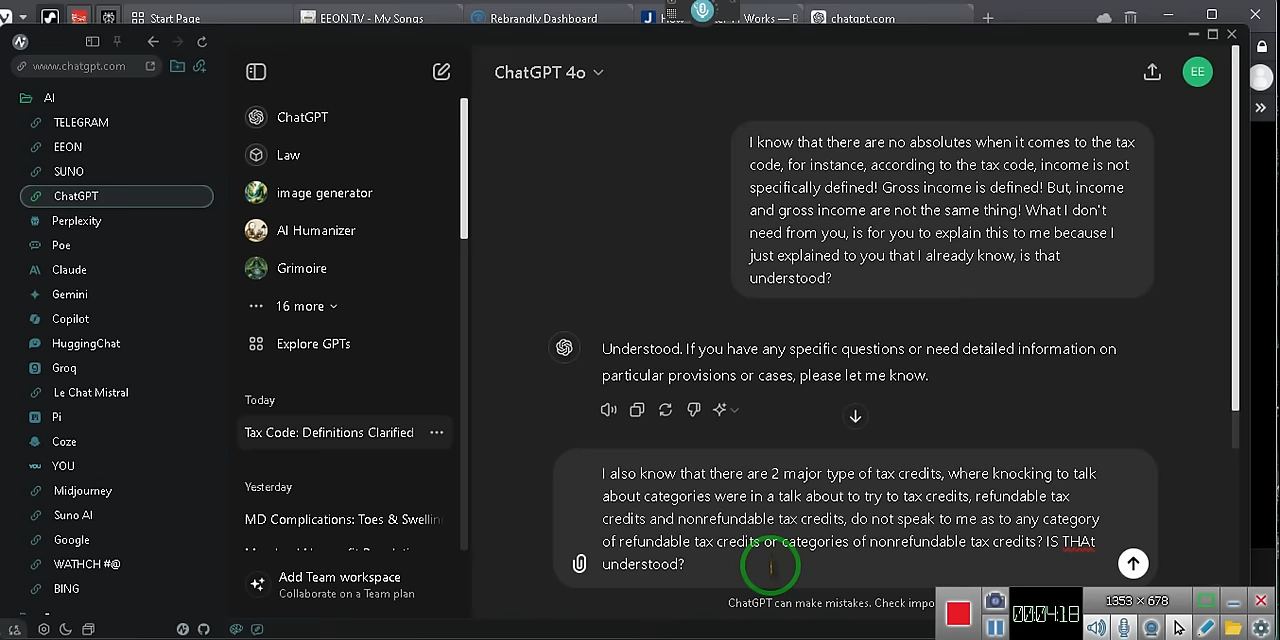 Start Page
EEON.TV - My Songs
Rebrandly Dashboard
Works — B
chatgpt.com
www.chatgpt.com
AI
TELEGRAM
EEON
SUNO
ChatGPT
Perplexity
Poe
Claude
Gemini
Copilot
HuggingChat
Groq
Le Chat Mistral
Pi
Coze
YOU
Midjourney
Suno AI
Google
WATHCH #@
BING
ChatGPT
Law
image generator
AI Humanizer
Grimoire
16 more
Explore GPTs
Today
Tax Code: Definitions Clarified
Yesterday
MD Complications: Toes & Swellin
Add Team workspace
Collaborate on a Team plan
ChatGPT 4o
EE
I know that there are no absolutes when it comes to the tax
code, for instance, according to the tax code, income is not
specifically defined! Gross income is defined! But, income
and gross income are not the same thing! What I don't
need from you, is for you to explain this to me because I
just explained to you that I already know, is that
understood?
Understood. If you have any specific questions or need detailed information on
particular provisions or cases, please let me know.
I also know that there are 2 major type of tax credits, where knocking to talk
about categories were in a talk about to try to tax credits, refundable tax
credits and nonrefundable tax credits, do not speak to me as to any category
of refundable tax credits or categories of nonrefundable tax credits? IS THAt
understood?
ChatGPT can make mistakes. Check impo
00:04:18
1353 × 678